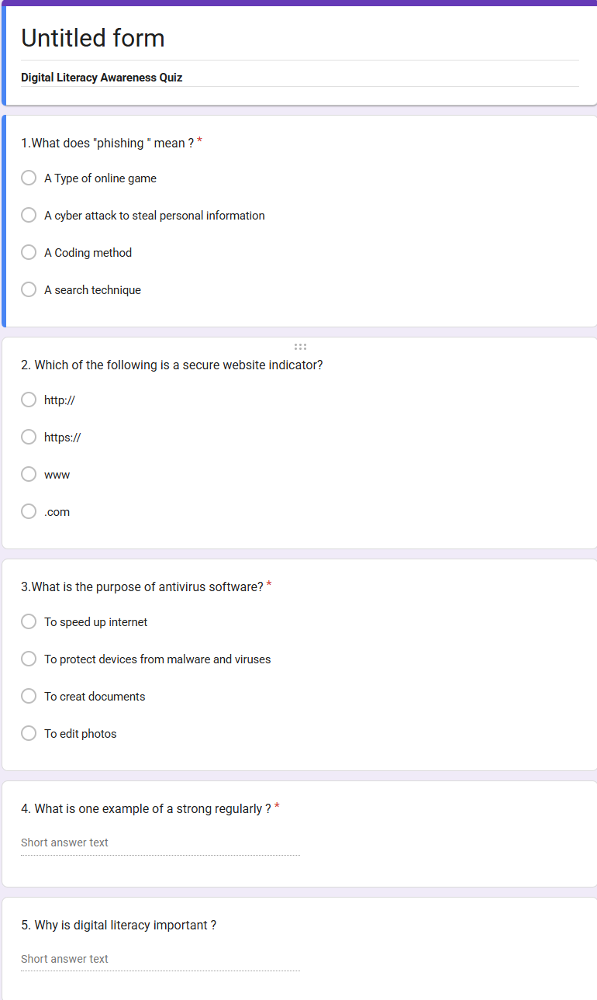 Untitled form
Digital Literacy Awareness Quiz
1.What does "phishing " mean ? *
A Type of online game
A cyber attack to steal personal information
A Coding method
A search technique
2. Which of the following is a secure website indicator?
http://
https://
www
.com
3.What is the purpose of antivirus software? *
To speed up internet
To protect devices from malware and viruses
To creat documents
To edit photos
4. What is one example of a strong regularly ? *
Short answer text
5. Why is digital literacy important ?
Short answer text